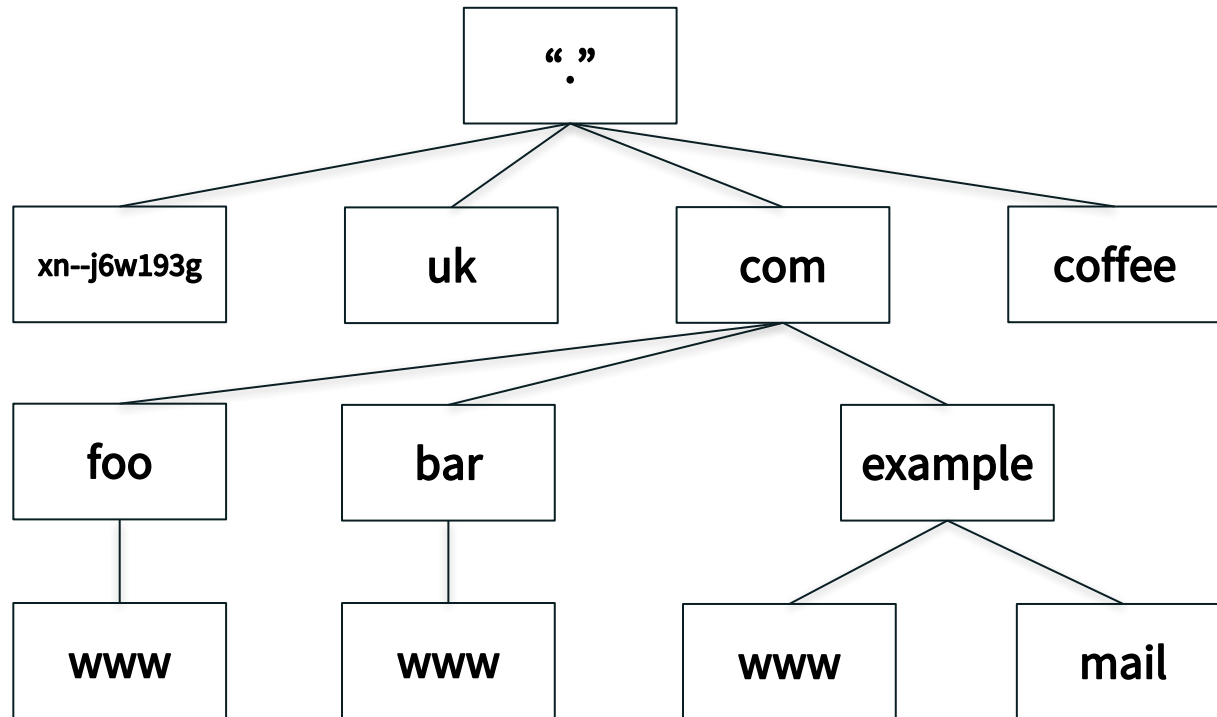 “.”
xn--j6w193g
uk
com
coffee
foo
bar
example
www
www
www
mail